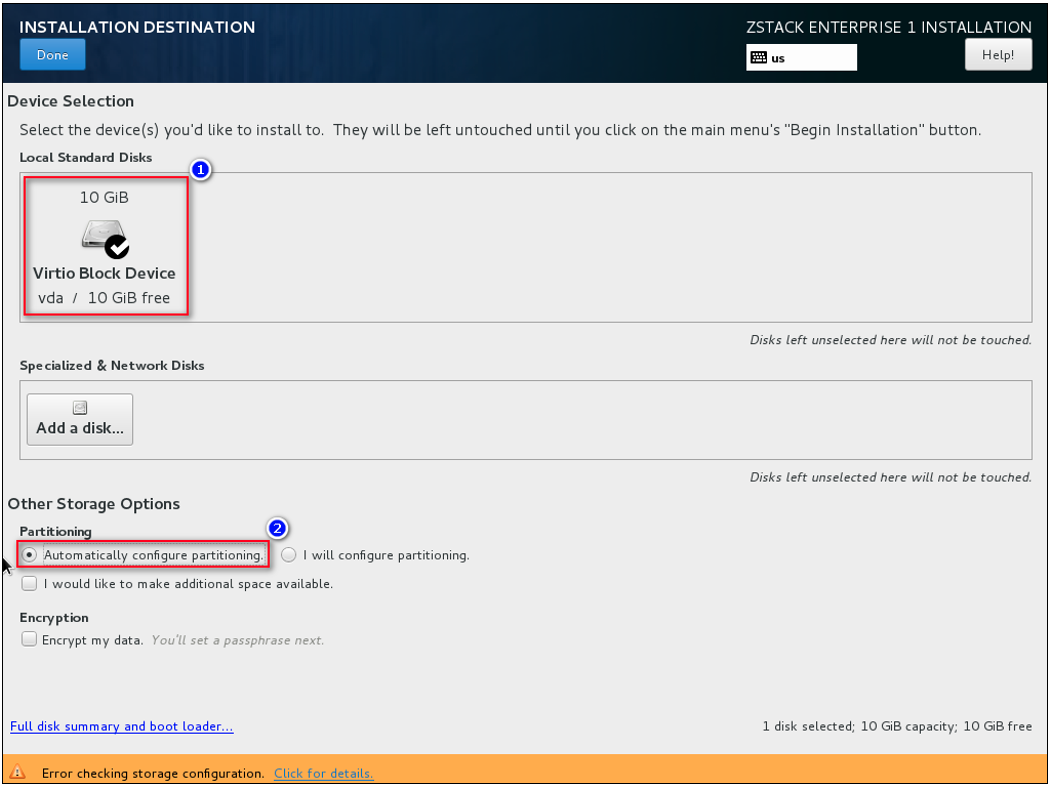 INSTALLATION DESTINATION
ZSTACK ENTERPRISE 1 INSTALLATION
Done
us
Help!
Device Selection
Select the device(s) you'd like to install to. They will be left untouched until you click on the main menu's "Begin Installation" button.
Local Standard Disks
1
10 GiB
Virtio Block Device
vda / 10 GiB free
Disks left unselected here will not be touched.
Specialized & Network Disks
Add a disk...
Disks left unselected here will not be touched.
Other Storage Options
2
Partitioning
Automatically configure partitioning. I will configure partitioning.
I would like to make additional space available.
Encryption
Encrypt my data. You'll set a passphrase next.
Full disk summary and boot loader... 1 disk selected; 10 GiB capacity; 10 GiB free
Error checking storage configuration. Click for details.